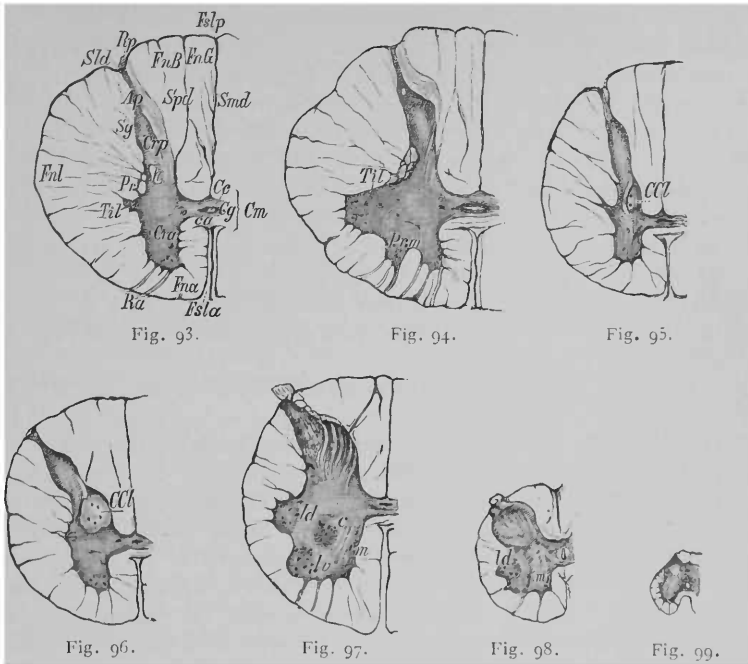 Fslp
Rp
Sld
FnB
FnG
Ap
Spd
Smd
Sg
Crp
Fnl
Pr
Til
Cc
Cg
Cm
ca
Cra
Fna
Ra
Fsla
Fig. 93.
Til
Prm
Fig. 94.
CCl
Fig. 95.
CCl
Fig. 96.
ld
c
lv
m
Fig. 97.
ld
m
Fig. 98.
Fig. 99.